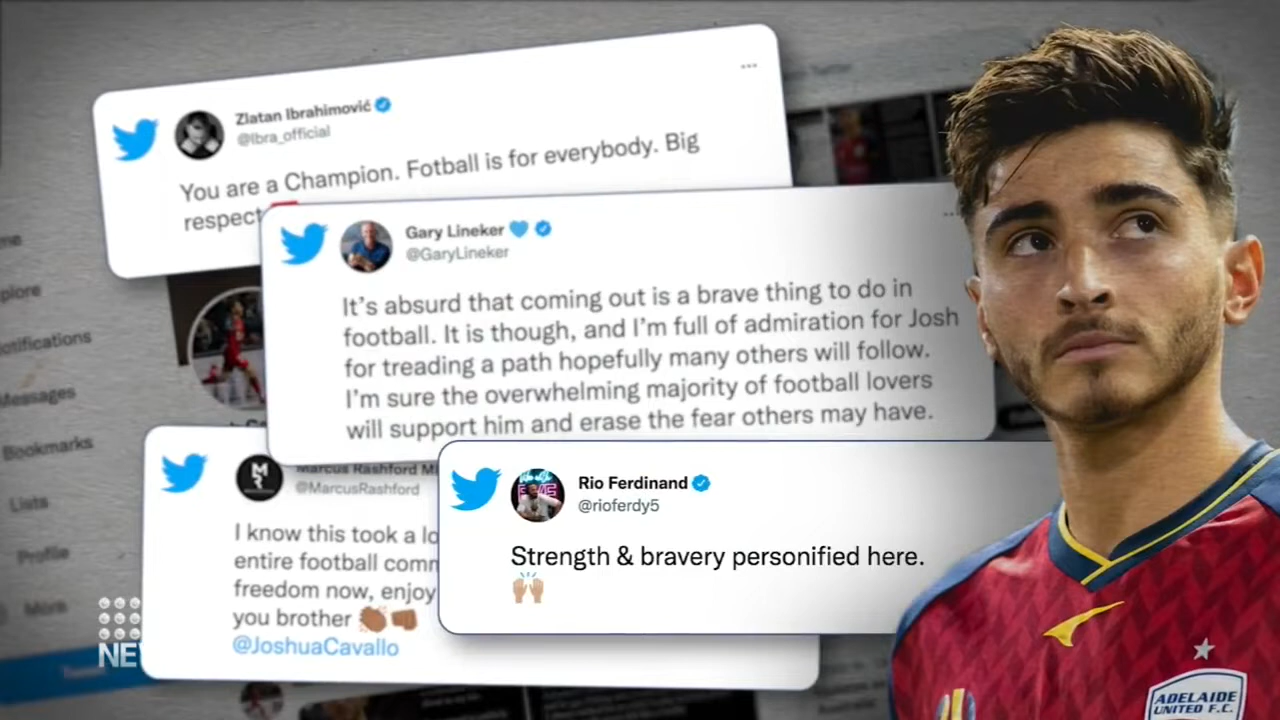 Zlatan Ibrahimović
@Ibra_official
You are a Champion. Fotball is for everybody. Big
respect
Gary Lineker
@GaryLineker
It's absurd that coming out is a brave thing to do in
football. It is though, and I'm full of admiration for Josh
for treading a path hopefully many others will follow.
I'm sure the overwhelming majority of football lovers
will support him and erase the fear others may have.
Marcus Rashford M
@MarcusRashford
I know this took a lo
entire football comm
freedom now, enjoy
you brother 👏🏾👊🏾
@JoshuaCavallo
Rio Ferdinand
@rioferdy5
Strength & bravery personified here.
🙌🏽
plore
otifications
Messages
Bookmarks
Lists
Profile
More
NEW
ADELAIDE
UNITED F.C.